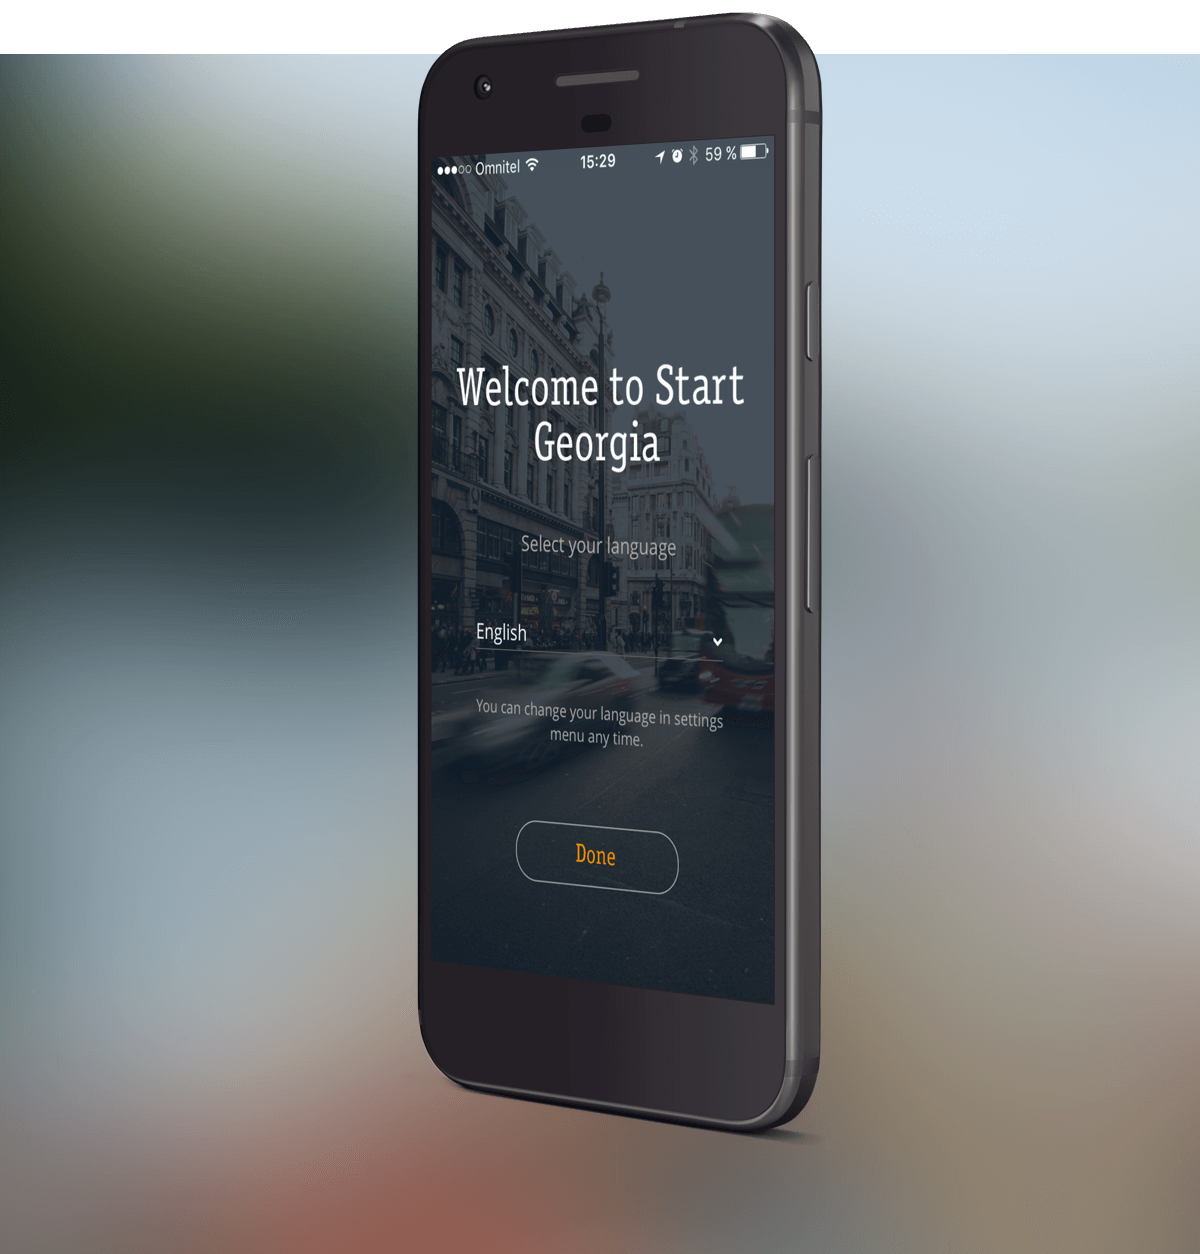 ●●●○○ Omnitel 15:29 59 %
Welcome to Start
Georgia
Select your language
English
You can change your language in settings
menu any time.
Done